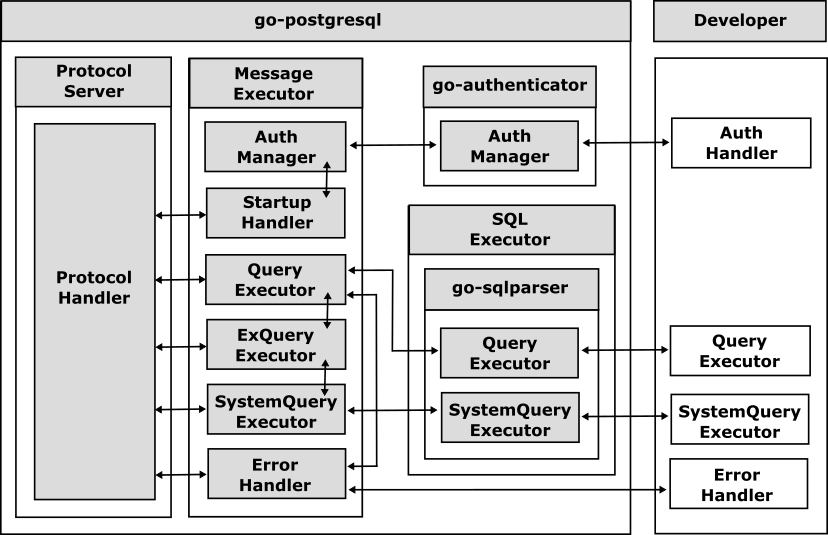 go-postgresql
Developer
Protocol
Server
Message
Executor
go-authenticator
Auth
Manager
Auth
Manager
Auth
Handler
Startup
Handler
SQL
Executor
Protocol
Handler
Query
Executor
go-sqlparser
ExQuery
Executor
Query
Executor
Query
Executor
SystemQuery
Executor
SystemQuery
Executor
SystemQuery
Executor
Error
Handler
Error
Handler